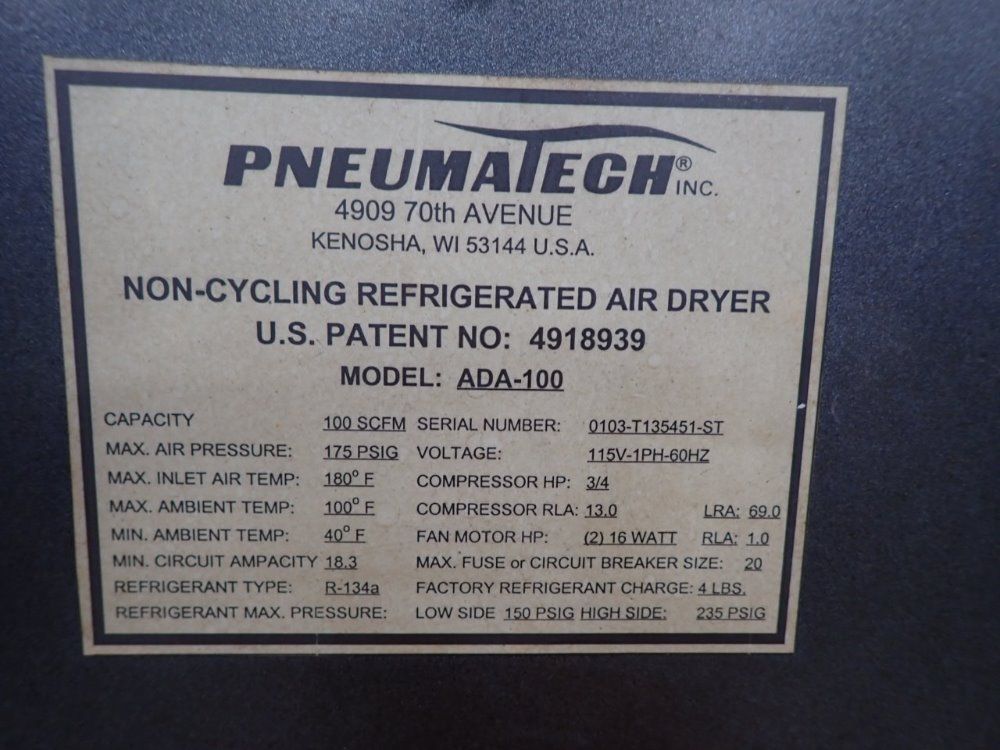 PNEUMATECH® INC.
4909 70th AVENUE
KENOSHA, WI 53144 U.S.A.
NON-CYCLING REFRIGERATED AIR DRYER
U.S. PATENT NO: 4918939
MODEL: ADA-100
CAPACITY 100 SCFM SERIAL NUMBER: 0103-T135451-ST
MAX. AIR PRESSURE: 175 PSIG VOLTAGE: 115V-1PH-60HZ
MAX. INLET AIR TEMP: 180° F COMPRESSOR HP: 3/4
MAX. AMBIENT TEMP: 100° F COMPRESSOR RLA: 13.0 LRA: 69.0
MIN. AMBIENT TEMP: 40° F FAN MOTOR HP: (2) 16 WATT RLA: 1.0
MIN. CIRCUIT AMPACITY 18.3 MAX. FUSE or CIRCUIT BREAKER SIZE: 20
REFRIGERANT TYPE: R-134a FACTORY REFRIGERANT CHARGE: 4 LBS.
REFRIGERANT MAX. PRESSURE: LOW SIDE 150 PSIG HIGH SIDE: 235 PSIG